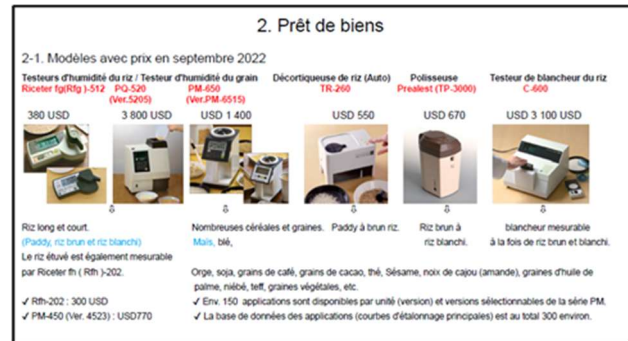 2. Prêt de biens
2-1. Modèles avec prix en septembre 2022
Testeurs d'humidité du riz / Testeur d'humidité du grain Décortiqueuse de riz (Auto) Polisseuse Testeur de blancheur du riz
Riceter fg(Rfg )-512 PQ-520 PM-650 TR-260 Prealest (TP-3000) C-600
(Ver.5205) (Ver.PM-6515)
380 USD 3 800 USD USD 1 400 USD 550 USD 670 USD 3 100 USD
Riz long et court. Nombreuses céréales et graines. Paddy à brun riz. Riz brun à blancheur mesurable
(Paddy, riz brun et riz blanchi) Maïs, blé, riz blanchi. à la fois de riz brun et blanchi.
Le riz étuvé est également mesurable
par Riceter fh ( Rfh )-202. Orge, soja, grains de café, grains de cacao, thé, Sésame, noix de cajou (amande), graines d'huile de
palme, niébé, teff, graines végétales, etc.
✓ Rfh-202 : 300 USD ✓ Env. 150 applications sont disponibles par unité (version) et versions sélectionnables de la série PM.
✓ PM-450 (Ver. 4523) : USD770 ✓ La base de données des applications (courbes d'étalonnage principales) est au total 300 environ.